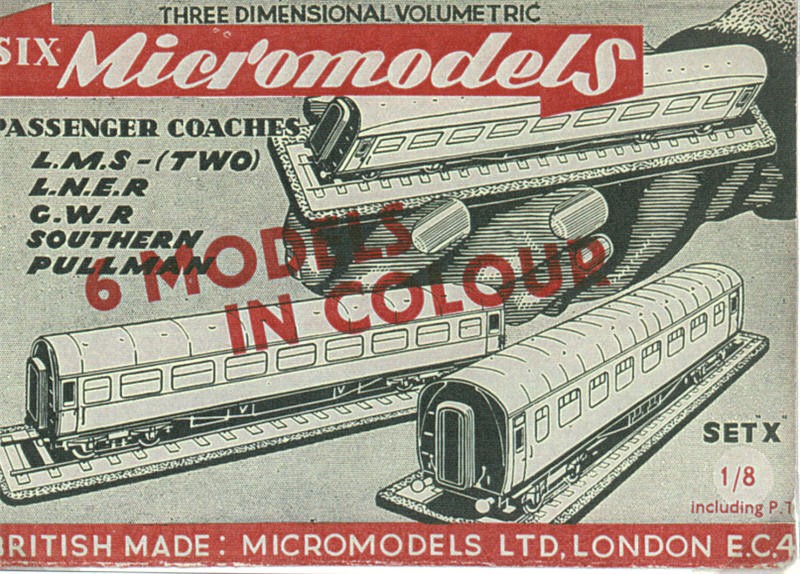 THREE DIMENSIONAL VOLUMETRIC
SIX Micromodels
PASSENGER COACHES
L.M.S-(TWO)
L.N.E.R
G.W.R
SOUTHERN
PULLMAN
6 MODELS
IN COLOUR
SET "X"
1/8
including P.T
BRITISH MADE: MICROMODELS LTD, LONDON E.C.4